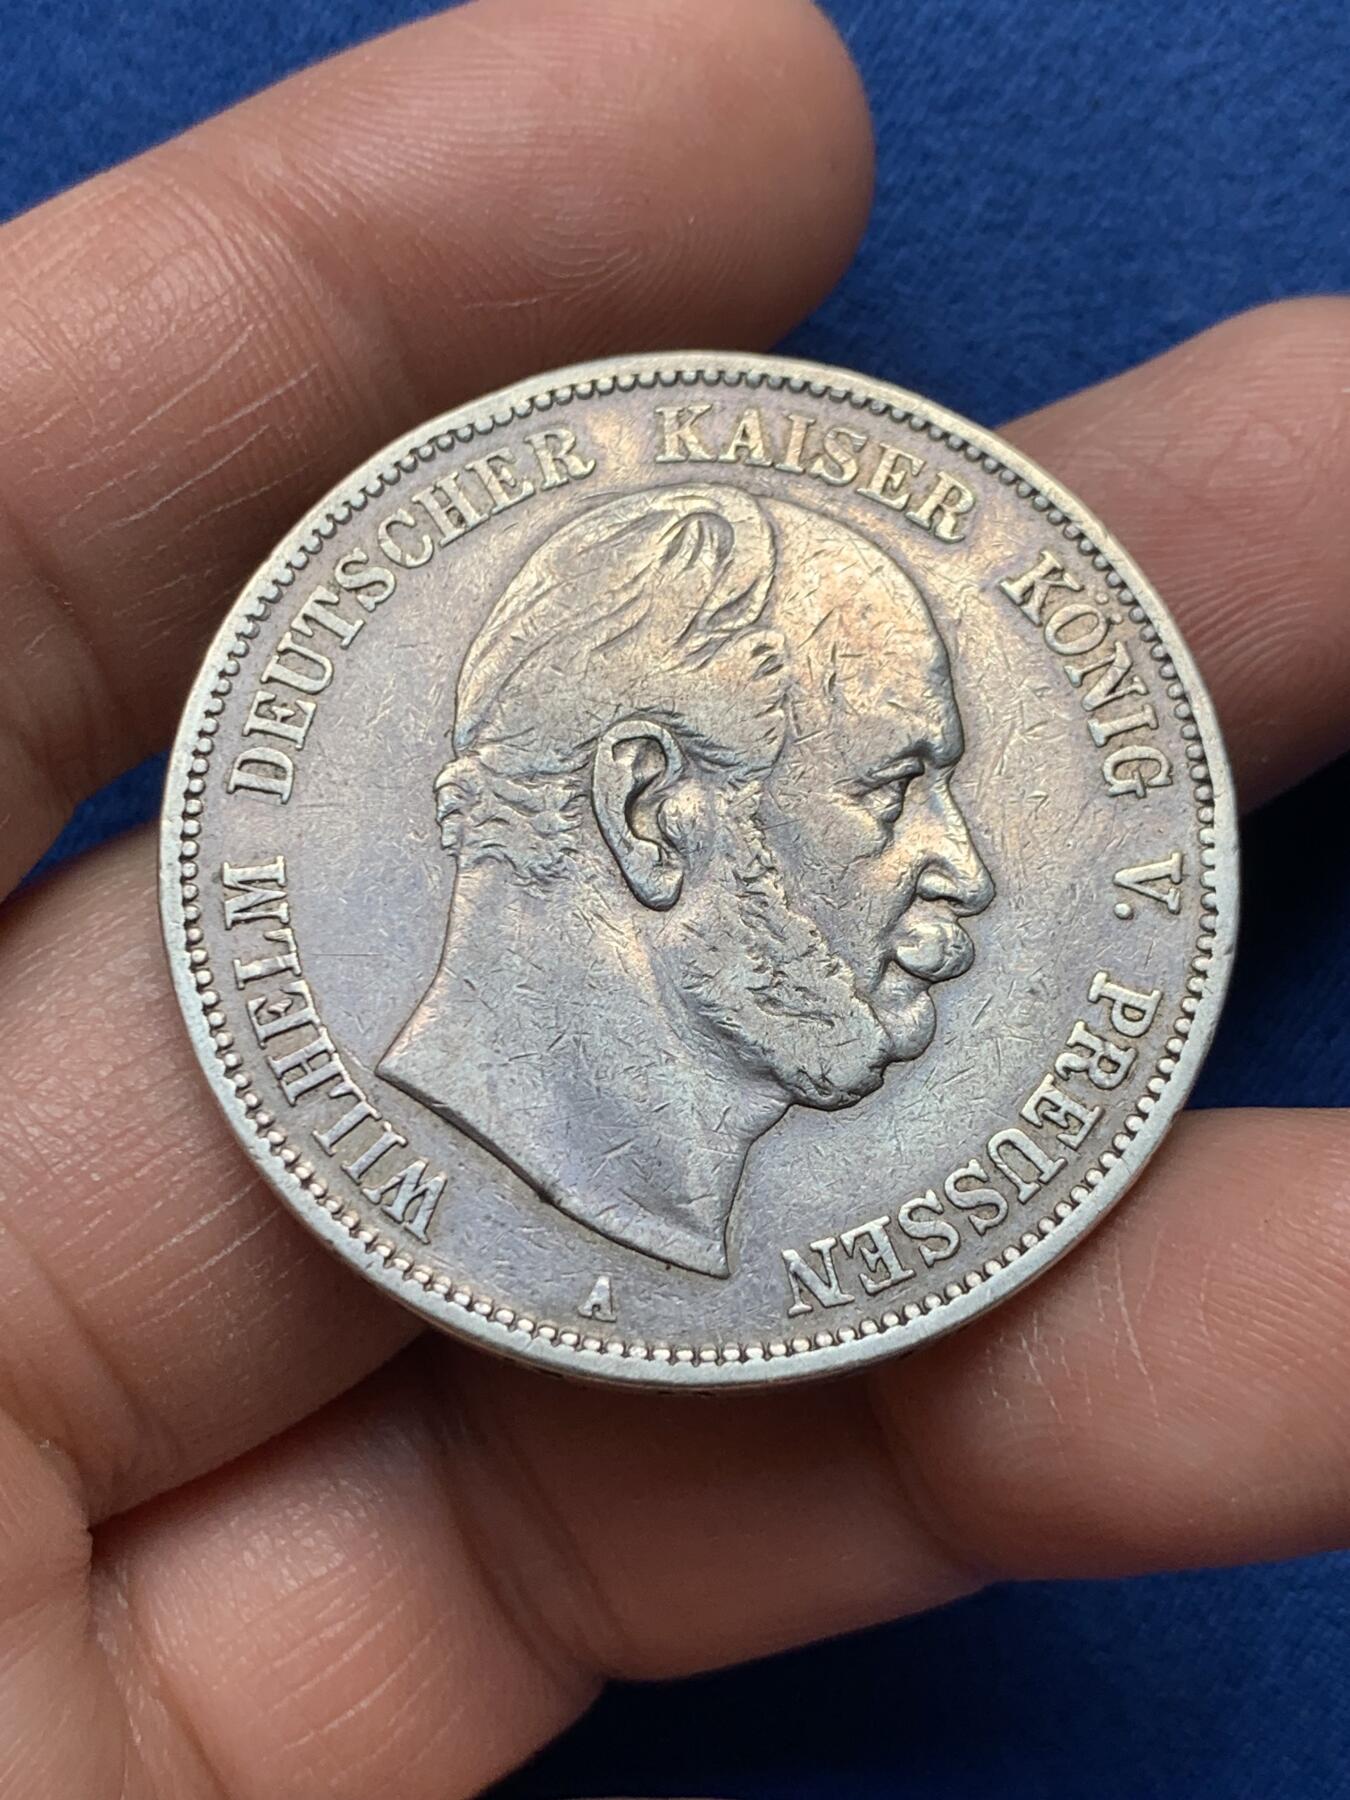 WILHELM DEUTSCHER KAISER KÖNIG V. PREUSSEN
A